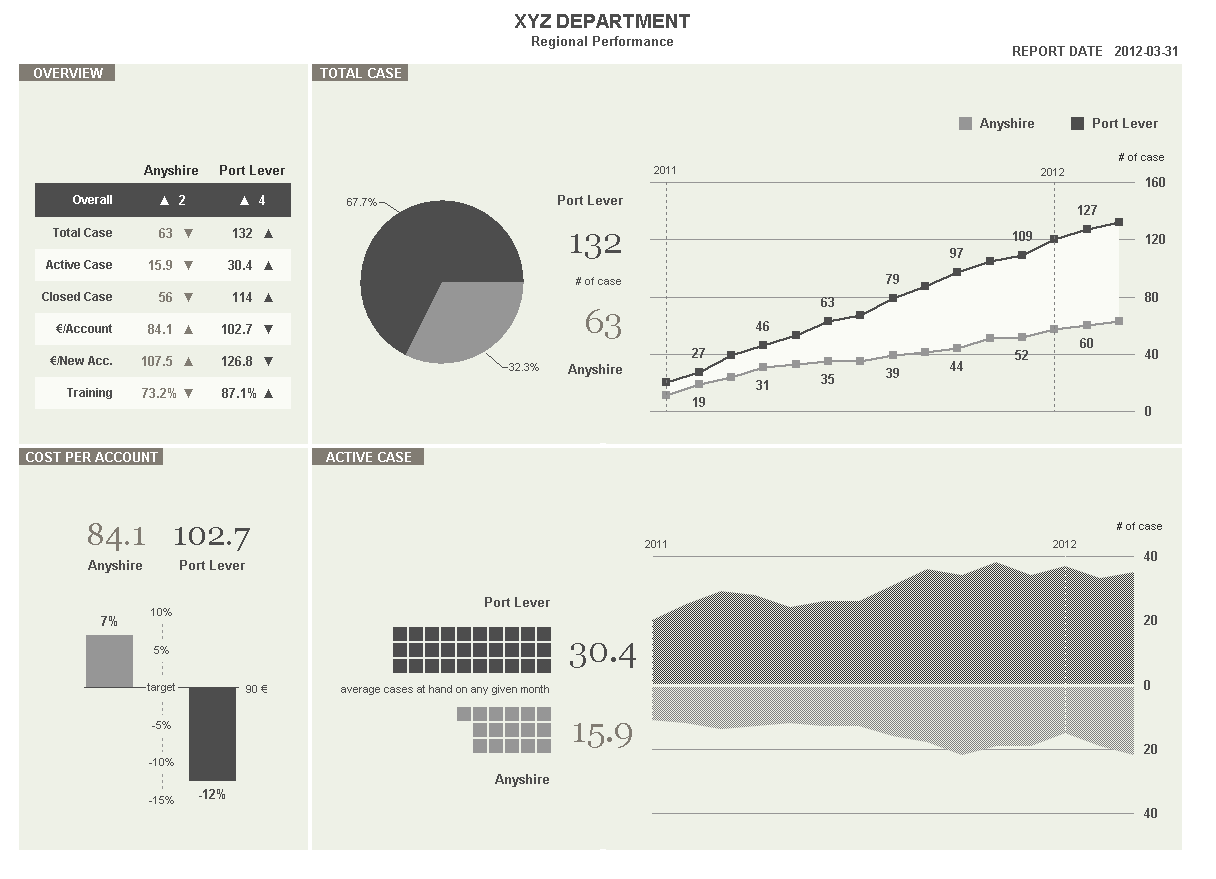 XYZ DEPARTMENT
Regional Performance
REPORT DATE 2012-03-31
OVERVIEW
Anyshire Port Lever
Overall ▲ 2 ▲ 4
Total Case 63 ▼ 132 ▲
Active Case 15.9 ▼ 30.4 ▲
Closed Case 56 ▼ 114 ▲
€/Account 84.1 ▲ 102.7 ▼
€/New Acc. 107.5 ▲ 126.8 ▼
Training 73.2% ▼ 87.1% ▲
TOTAL CASE
67.7%
32.3%
Port Lever
132
# of case
63
Anyshire
Anyshire Port Lever
# of case
2011 2012
160
120
80
40
0
27 46 63 79 97 109 127
19 31 35 39 44 52 60
COST PER ACCOUNT
84.1 102.7
Anyshire Port Lever
7%
10%
5%
target
90 €
-5%
-10%
-15%
-12%
ACTIVE CASE
Port Lever
30.4
average cases at hand on any given month
15.9
Anyshire
# of case
2011 2012
40
20
0
20
40